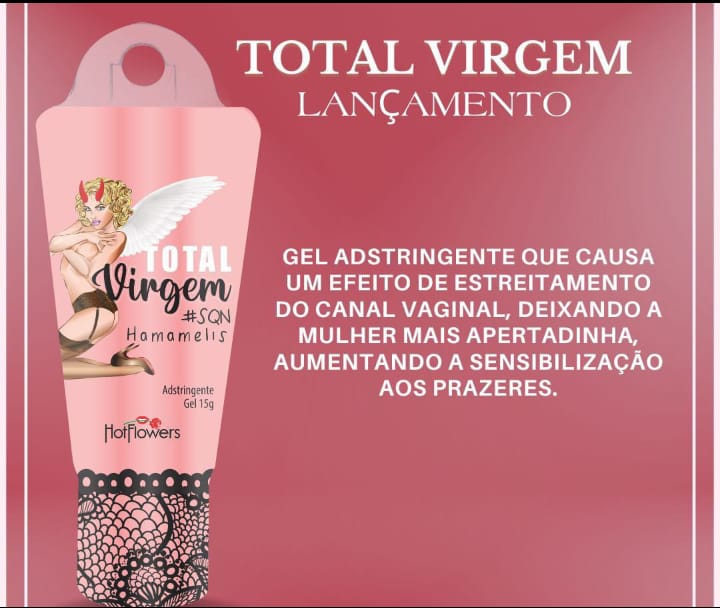 TOTAL VIRGEM
LANÇAMENTO
TOTAL
Virgem
#SQN
Hamamelis
Adstringente
Gel 15g
HotFlowers
GEL ADSTRINGENTE QUE CAUSA
UM EFEITO DE ESTREITAMENTO
DO CANAL VAGINAL, DEIXANDO A
MULHER MAIS APERTADINHA,
AUMENTANDO A SENSIBILIZAÇÃO
AOS PRAZERES.